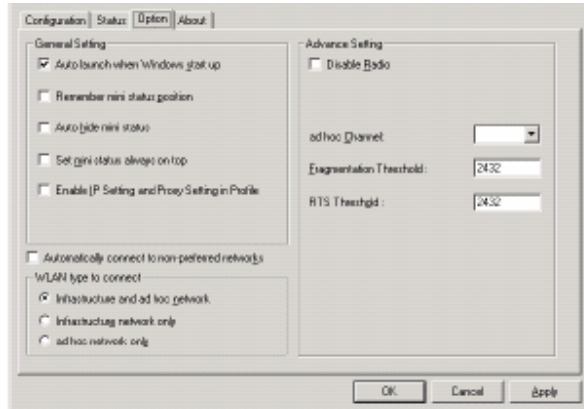 Configuration Status Option About
General Setting
Auto launch when Windows start up
Remember mini status position
Auto hide mini status
Set mini status always on top
Enable IP Setting and Proxy Setting in Profile
Automatically connect to non-preferred networks
WLAN type to connect
Infrastructure and ad hoc network
Infrastructure network only
ad hoc network only
Advance Setting
Disable Radio
ad hoc Channel:
Fragmentation Threshold : 2432
RTS Threshold : 2432
OK Cancel Apply